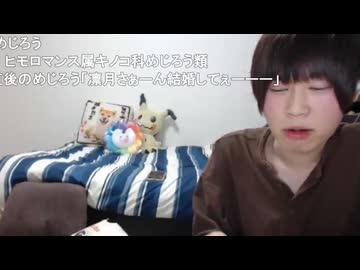 めじろう
ヒモロマンス属キノコ科めじろう類
後のめじろう「凛月さぁーん結婚してぇーーー」